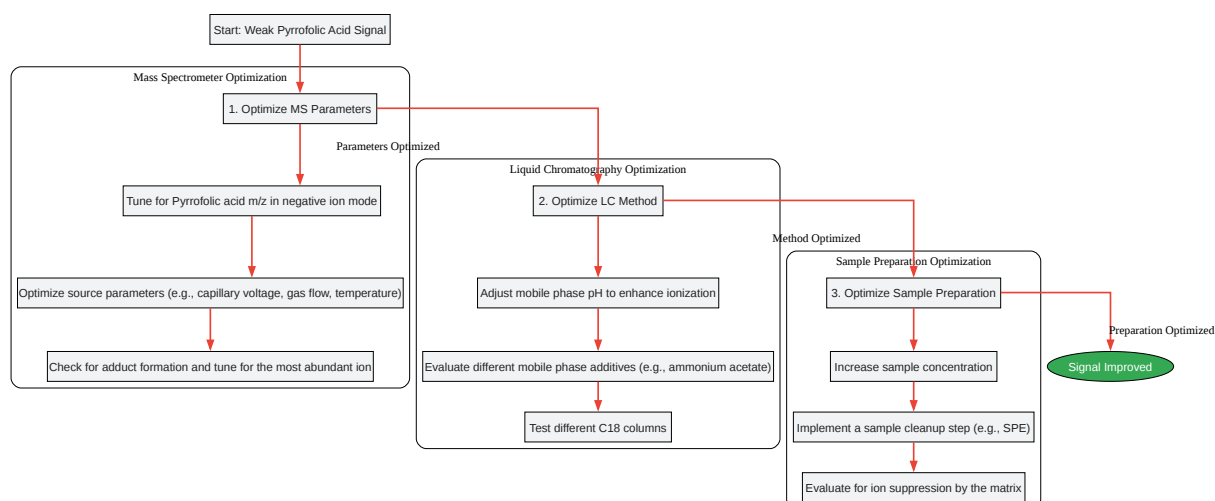 Start: Weak Pyrrofolic Acid Signal
Mass Spectrometer Optimization
1. Optimize MS Parameters
Parameters Optimized
Tune for Pyrrofolic acid m/z in negative ion mode
Optimize source parameters (e.g., capillary voltage, gas flow, temperature)
Check for adduct formation and tune for the most abundant ion
Liquid Chromatography Optimization
2. Optimize LC Method
Method Optimized
Adjust mobile phase pH to enhance ionization
Evaluate different mobile phase additives (e.g., ammonium acetate)
Test different C18 columns
Sample Preparation Optimization
3. Optimize Sample Preparation
Preparation Optimized
Increase sample concentration
Signal Improved
Implement a sample cleanup step (e.g., SPE)
Evaluate for ion suppression by the matrix